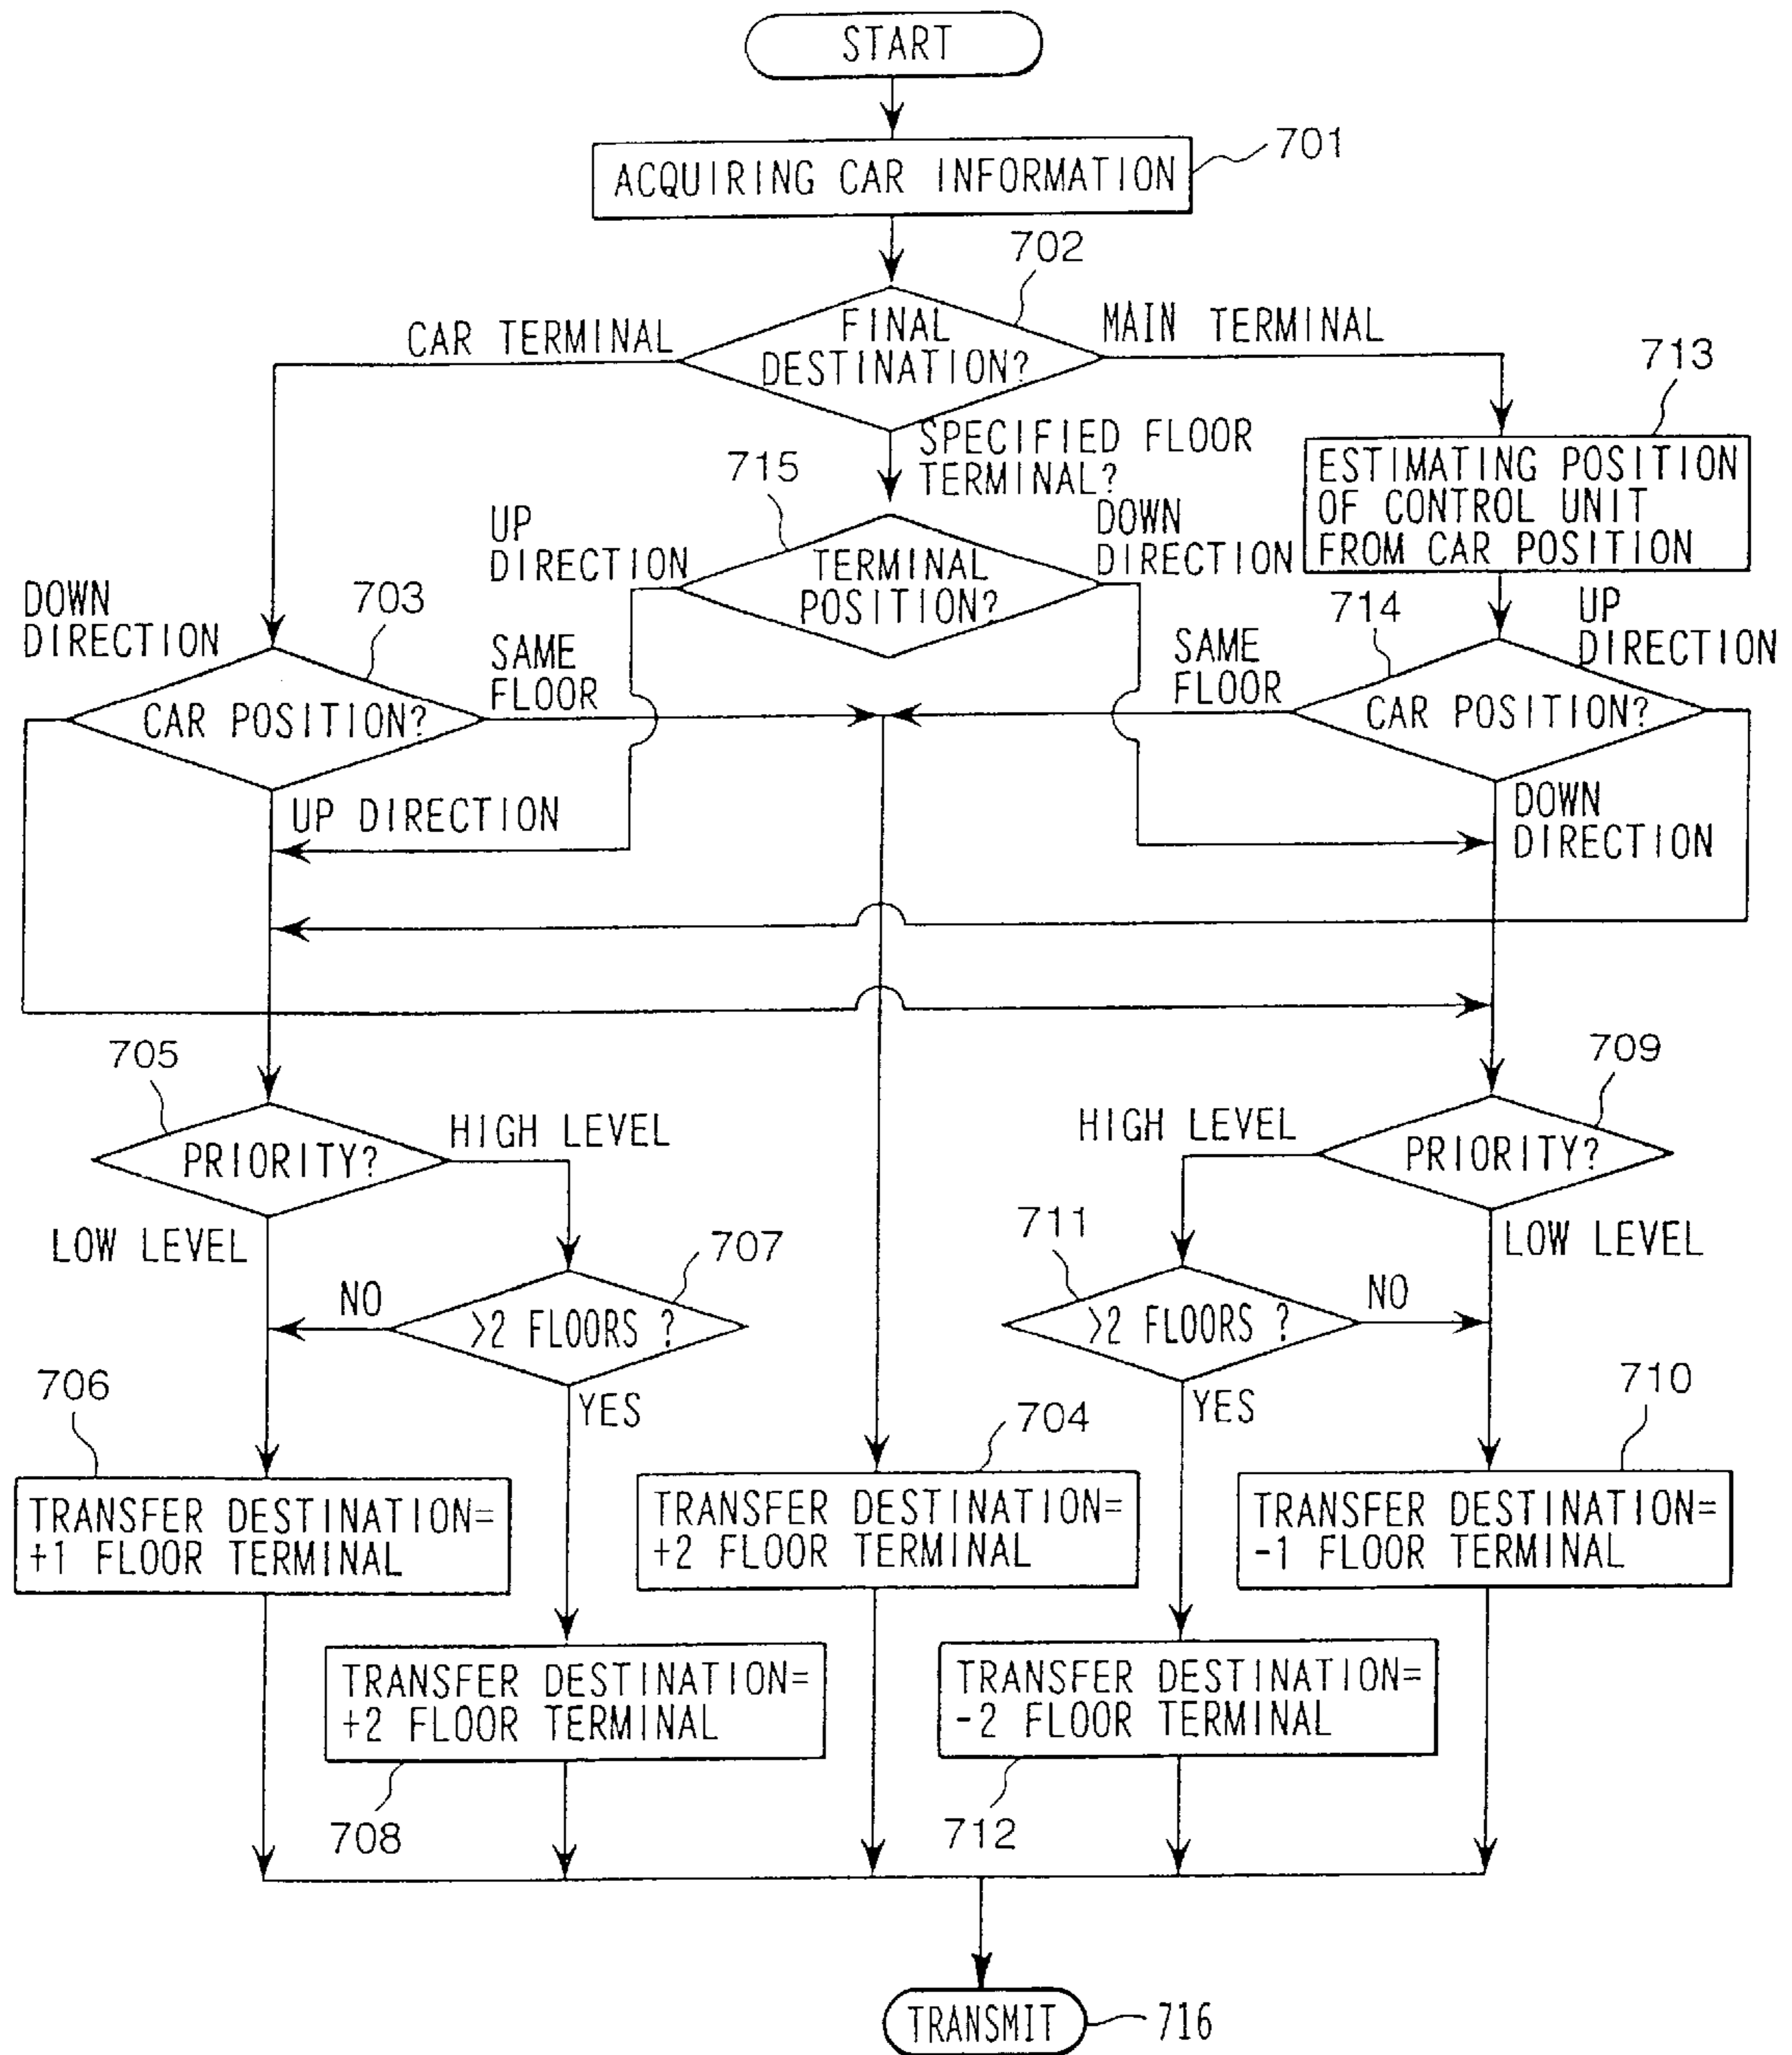 START
701
ACQUIRING CAR INFORMATION
702
CAR TERMINAL
FINAL
DESTINATION?
MAIN TERMINAL
713
SPECIFIED FLOOR
TERMINAL?
ESTIMATING POSITION
OF CONTROL UNIT
FROM CAR POSITION
715
UP
DIRECTION
TERMINAL
POSITION?
DOWN
DIRECTION
DOWN
DIRECTION
703
CAR POSITION?
SAME
FLOOR
714
SAME
FLOOR
CAR POSITION?
UP
DIRECTION
UP DIRECTION
DOWN
DIRECTION
705
PRIORITY?
HIGH LEVEL
LOW LEVEL
709
HIGH LEVEL
PRIORITY?
LOW LEVEL
707
NO
>2 FLOORS ?
YES
711
>2 FLOORS ?
NO
YES
706
TRANSFER DESTINATION=
+1 FLOOR TERMINAL
704
TRANSFER DESTINATION=
+2 FLOOR TERMINAL
710
TRANSFER DESTINATION=
-1 FLOOR TERMINAL
TRANSFER DESTINATION=
+2 FLOOR TERMINAL
708
TRANSFER DESTINATION=
-2 FLOOR TERMINAL
712
TRANSMIT
716